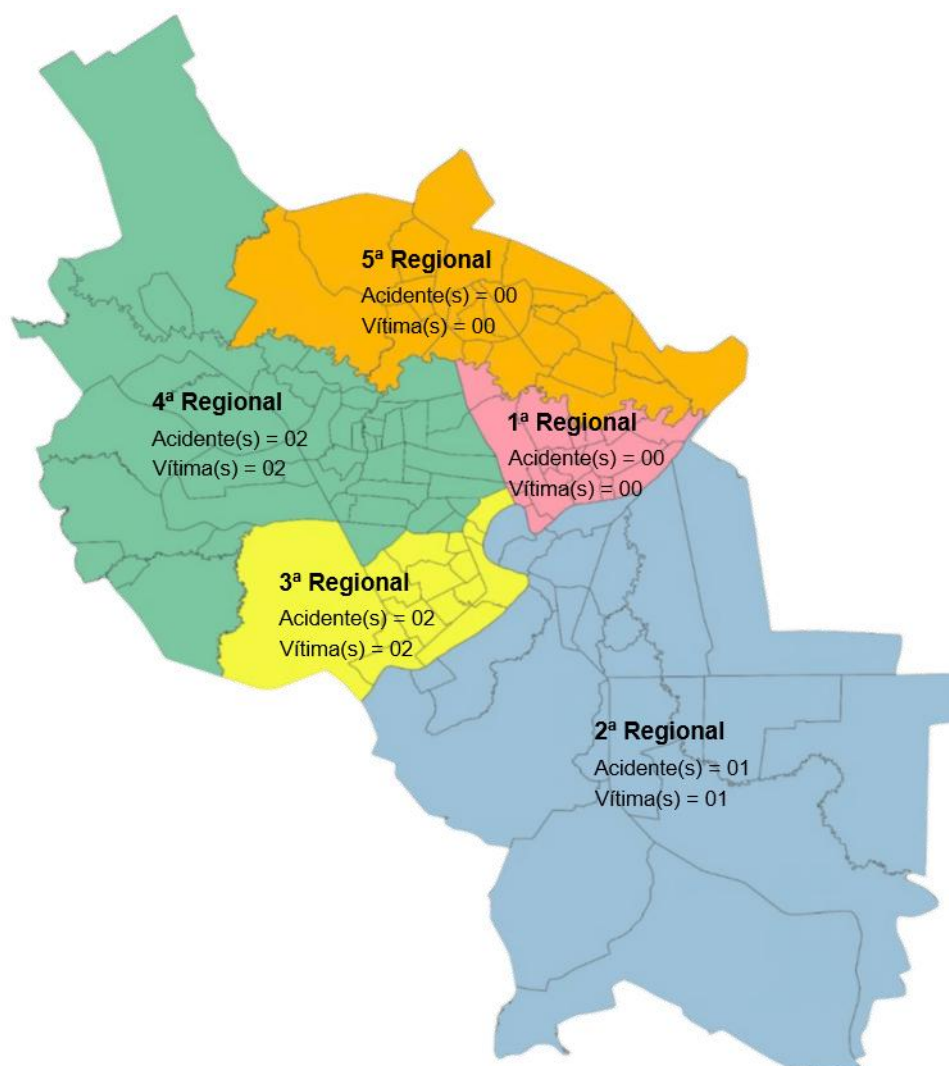 5ª Regional
Acidente(s) = 00
Vítima(s) = 00
4ª Regional
Acidente(s) = 02
Vítima(s) = 02
1ª Regional
Acidente(s) = 00
Vítima(s) = 00
3ª Regional
Acidente(s) = 02
Vítima(s) = 02
2ª Regional
Acidente(s) = 01
Vítima(s) = 01